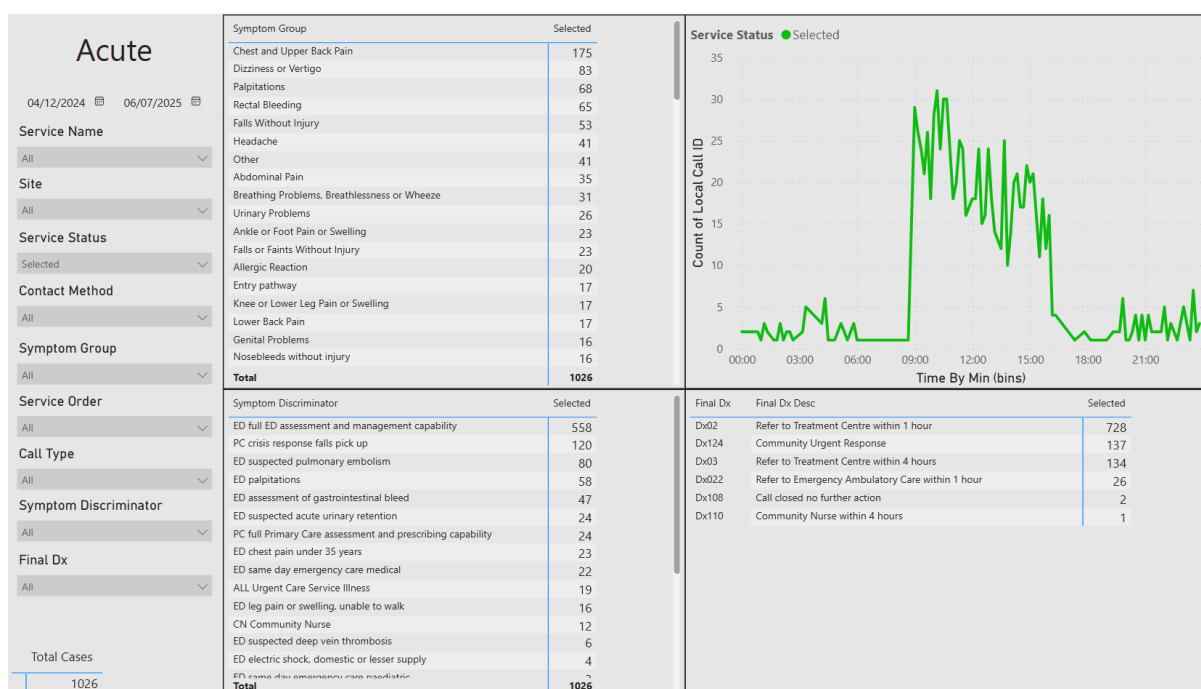 Acute
04/12/2024 06/07/2025
Service Name
All
Site
All
Service Status
Selected
Contact Method
All
Symptom Group
All
Service Order
All
Call Type
All
Symptom Discriminator
All
Final Dx
All
Total Cases
1026
Symptom Group Selected
Chest and Upper Back Pain 175
Dizziness or Vertigo 83
Palpitations 68
Rectal Bleeding 65
Falls Without Injury 53
Headache 41
Other 41
Abdominal Pain 35
Breathing Problems, Breathlessness or Wheeze 31
Urinary Problems 26
Ankle or Foot Pain or Swelling 23
Falls or Faints Without Injury 23
Allergic Reaction 20
Entry pathway 17
Knee or Lower Leg Pain or Swelling 17
Lower Back Pain 17
Genital Problems 16
Nosebleeds without injury 16
Total 1026
Service Status Selected
Count of Local Call ID
35
30
25
20
15
10
5
0
00:00 03:00 06:00 09:00 12:00 15:00 18:00 21:00
Time By Min (bins)
Symptom Discriminator Selected
ED full ED assessment and management capability 558
PC crisis response falls pick up 120
ED suspected pulmonary embolism 80
ED palpitations 58
ED assessment of gastrointestinal bleed 47
ED suspected acute urinary retention 24
PC full Primary Care assessment and prescribing capability 24
ED chest pain under 35 years 23
ED same day emergency care medical 22
ALL Urgent Care Service Illness 19
ED leg pain or swelling, unable to walk 16
CN Community Nurse 12
ED suspected deep vein thrombosis 6
ED electric shock, domestic or lesser supply 4
ED same day emergency care paediatric
Total 1026
Final Dx Final Dx Desc Selected
Dx02 Refer to Treatment Centre within 1 hour 728
Dx124 Community Urgent Response 137
Dx03 Refer to Treatment Centre within 4 hours 134
Dx022 Refer to Emergency Ambulatory Care within 1 hour 26
Dx108 Call closed no further action 2
Dx110 Community Nurse within 4 hours 1